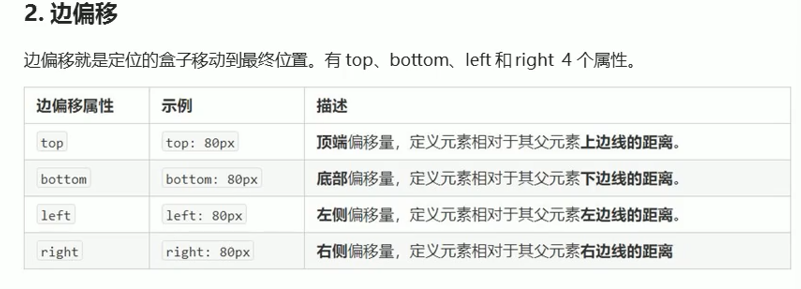 2. 边偏移
边偏移就是定位的盒子移动到最终位置。有 top、bottom、left 和 right 4 个属性。
边偏移属性 示例 描述
top top: 80px 顶端偏移量，定义元素相对于其父元素上边线的距离。
bottom bottom: 80px 底部偏移量，定义元素相对于其父元素下边线的距离。
left left: 80px 左侧偏移量，定义元素相对于其父元素左边线的距离。
right right: 80px 右侧偏移量，定义元素相对于其父元素右边线的距离